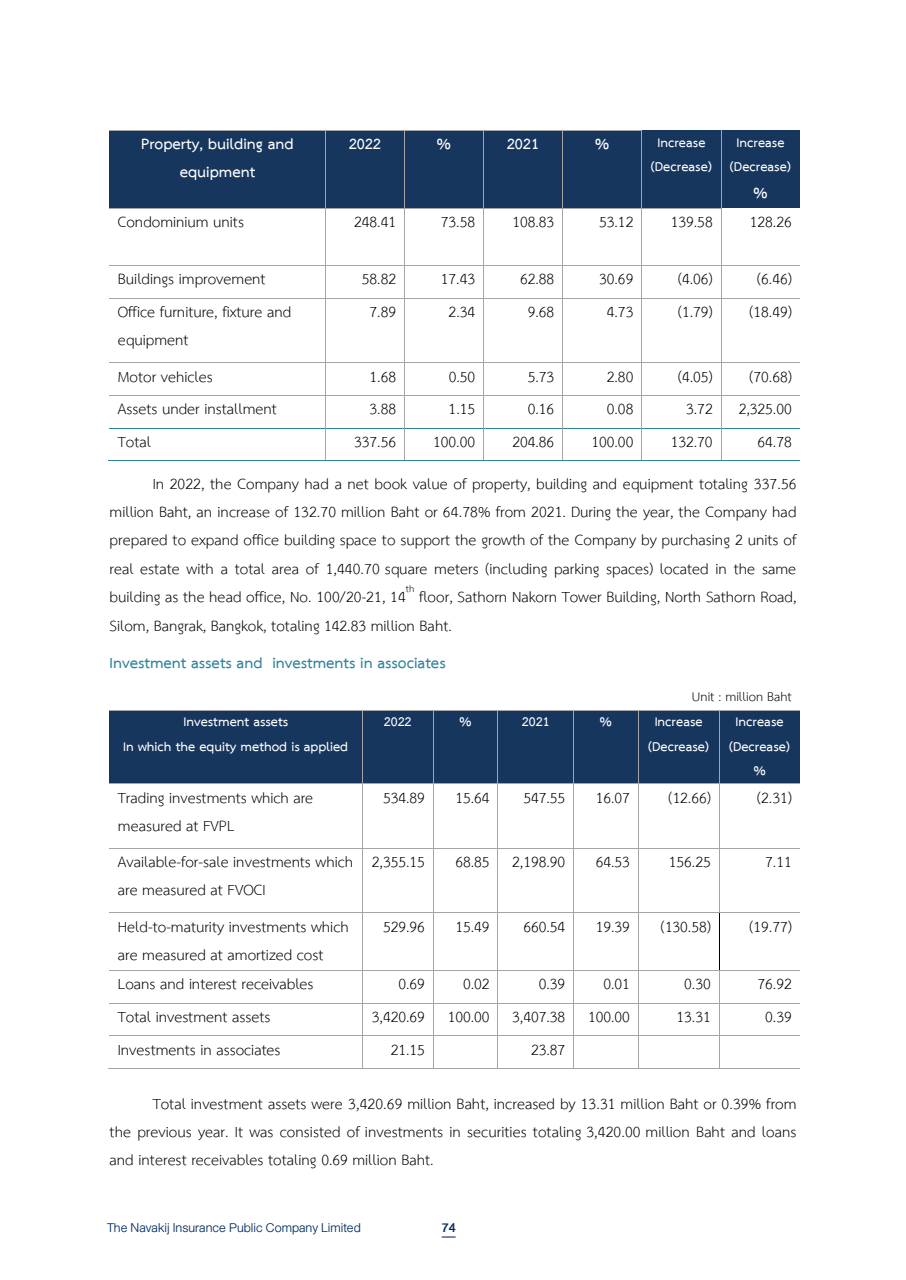 Property, building and equipment 2022 % 2021 % Increase (Decrease) Increase (Decrease) %
Condominium units 248.41 73.58 108.83 53.12 139.58 128.26
Buildings improvement 58.82 17.43 62.88 30.69 (4.06) (6.46)
Office furniture, fixture and equipment 7.89 2.34 9.68 4.73 (1.79) (18.49)
Motor vehicles 1.68 0.50 5.73 2.80 (4.05) (70.68)
Assets under installment 3.88 1.15 0.16 0.08 3.72 2,325.00
Total 337.56 100.00 204.86 100.00 132.70 64.78
In 2022, the Company had a net book value of property, building and equipment totaling 337.56
million Baht, an increase of 132.70 million Baht or 64.78% from 2021. During the year, the Company had
prepared to expand office building space to support the growth of the Company by purchasing 2 units of
real estate with a total area of 1,440.70 square meters (including parking spaces) located in the same
building as the head office, No. 100/20-21, 14th floor, Sathorn Nakorn Tower Building, North Sathorn Road,
Silom, Bangrak, Bangkok, totaling 142.83 million Baht.
Investment assets and investments in associates
Unit : million Baht
Investment assets In which the equity method is applied 2022 % 2021 % Increase (Decrease) Increase (Decrease) %
Trading investments which are measured at FVPL 534.89 15.64 547.55 16.07 (12.66) (2.31)
Available-for-sale investments which are measured at FVOCI 2,355.15 68.85 2,198.90 64.53 156.25 7.11
Held-to-maturity investments which are measured at amortized cost 529.96 15.49 660.54 19.39 (130.58) (19.77)
Loans and interest receivables 0.69 0.02 0.39 0.01 0.30 76.92
Total investment assets 3,420.69 100.00 3,407.38 100.00 13.31 0.39
Investments in associates 21.15 23.87
Total investment assets were 3,420.69 million Baht, increased by 13.31 million Baht or 0.39% from
the previous year. It was consisted of investments in securities totaling 3,420.00 million Baht and loans
and interest receivables totaling 0.69 million Baht.
The Navakij Insurance Public Company Limited 74